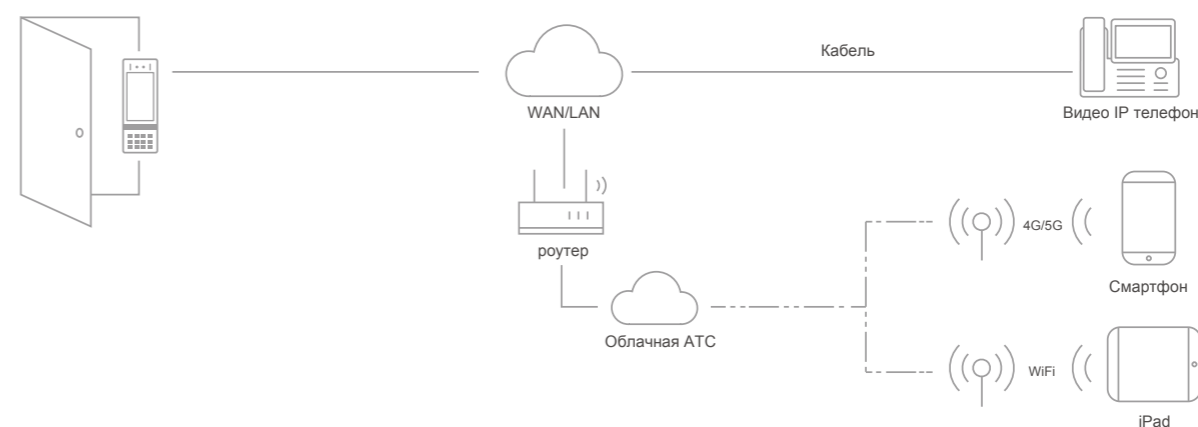 Кабель
WAN/LAN
Видео IP телефон
роутер
4G/5G
Смартфон
Облачная АТС
WiFi
iPad